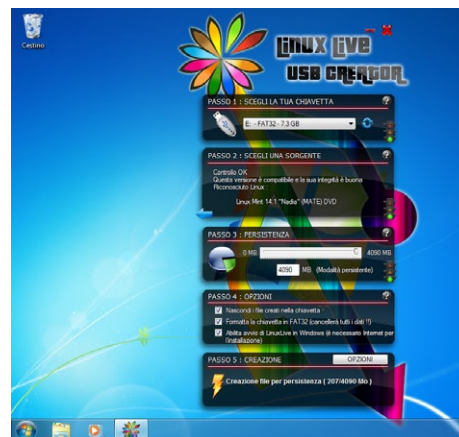 Cestino
Linux Live
USB CREATOR
PASSO 1 : SCEGLI LA TUA CHIAVETTA
?
E: - FAT32 - 7.3 GB
PASSO 2 : SCEGLI UNA SORGENTE
?
Controllo OK
Questa versione è compatibile e la sua integrità è buona
Riconosciuto Linux
Linux Mint 14.1 "Nadia" (MATE) DVD
PASSO 3 : PERSISTENZA
?
0 MB 4090 MB
4090 MB (Modalità persistente)
PASSO 4 : OPZIONI
?
Nascondi i file creati nella chiavetta
Formatta la chiavetta in FAT32 (cancellerà tutti i dati !!)
Abilita avvio di LinuxLive in Windows (è necessario Internet per
l'installazione)
PASSO 5 : CREAZIONE OPZIONI
Creazione file per persistenza ( 207/4090 Mo )